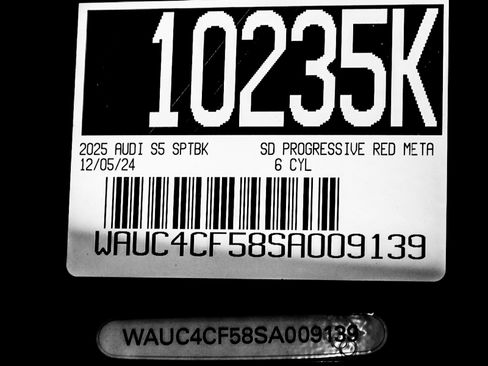 10235K
2025 AUDI S5 SPTBK SD PROGRESSIVE RED META
12/05/24 6 CYL
WAUC4CF58SA009139
WAUC4CF58SA009139